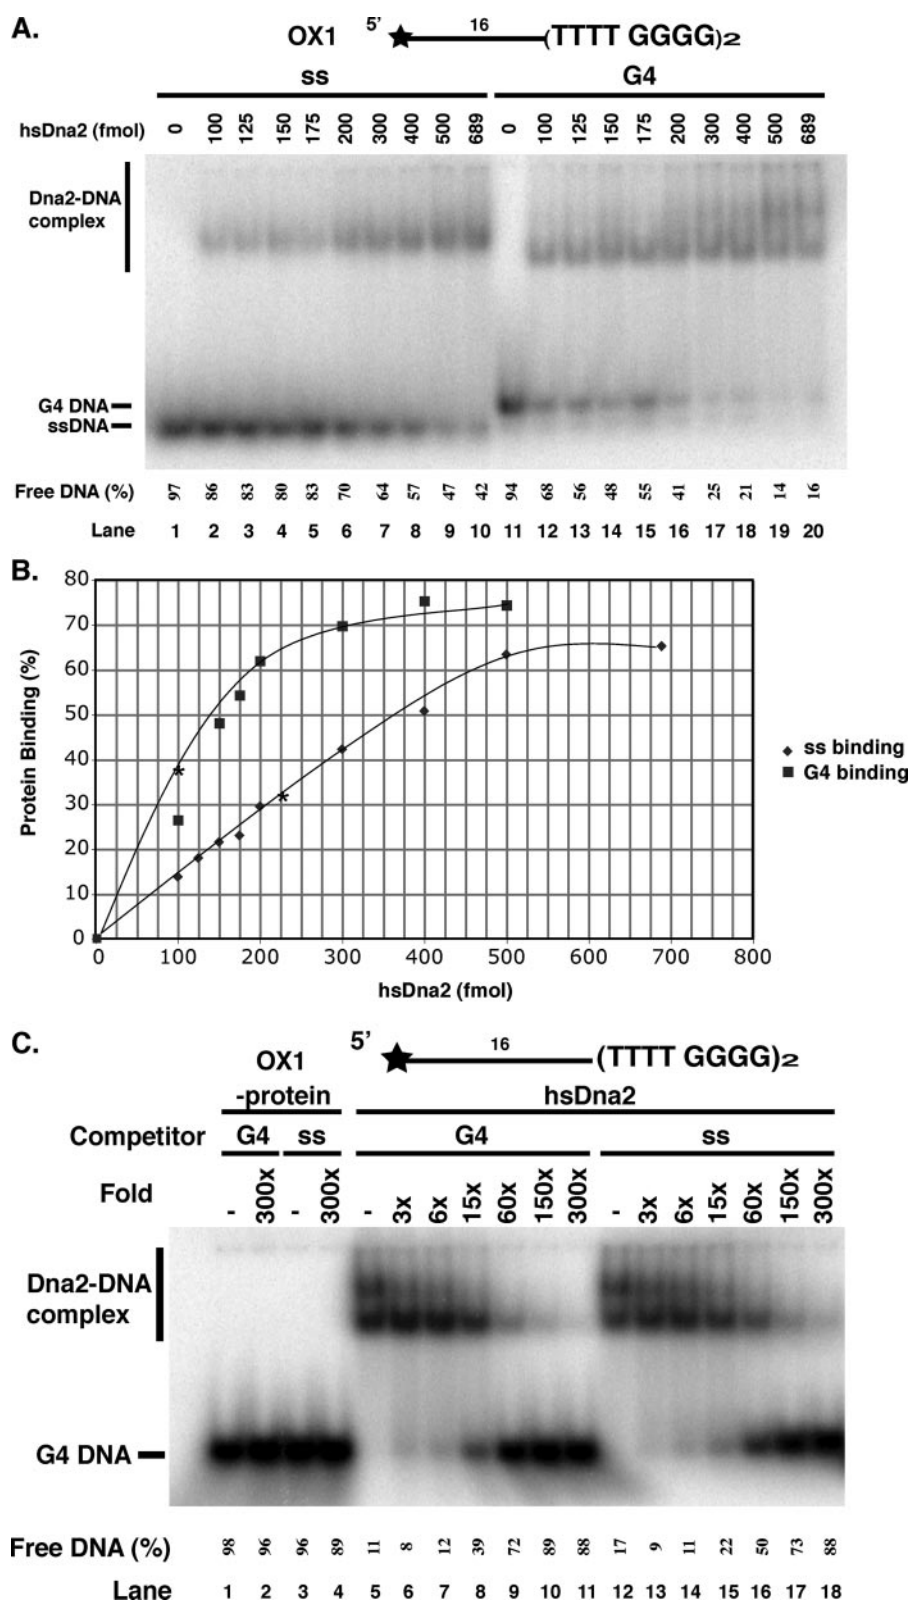 A.
OX1 5’ 16 (TTTT GGGG)2
ss G4
hsDna2 (fmol) 0 100 125 150 175 200 300 400 500 689 0 100 125 150 175 200 300 400 500 689
Dna2-DNA
complex
G4 DNA
ssDNA
Free DNA (%) 97 86 83 80 83 70 64 57 47 42 94 68 56 48 55 41 25 21 14 16
Lane 1 2 3 4 5 6 7 8 9 10 11 12 13 14 15 16 17 18 19 20
B.
80
70
60
50
40
30
20
10
0
Protein Binding (%)
* *
0 100 200 300 400 500 600 700 800
hsDna2 (fmol)
ss binding
G4 binding
C.
OX1 5’ 16 (TTTT GGGG)2
-protein hsDna2
Competitor G4 ss G4 ss
Fold - 300x - 300x - 3x 6x 15x 60x 150x 300x - 3x 6x 15x 60x 150x 300x
Dna2-DNA
complex
G4 DNA
Free DNA (%) 98 96 96 89 11 8 12 39 72 89 88 17 9 11 22 50 73 88
Lane 1 2 3 4 5 6 7 8 9 10 11 12 13 14 15 16 17 18